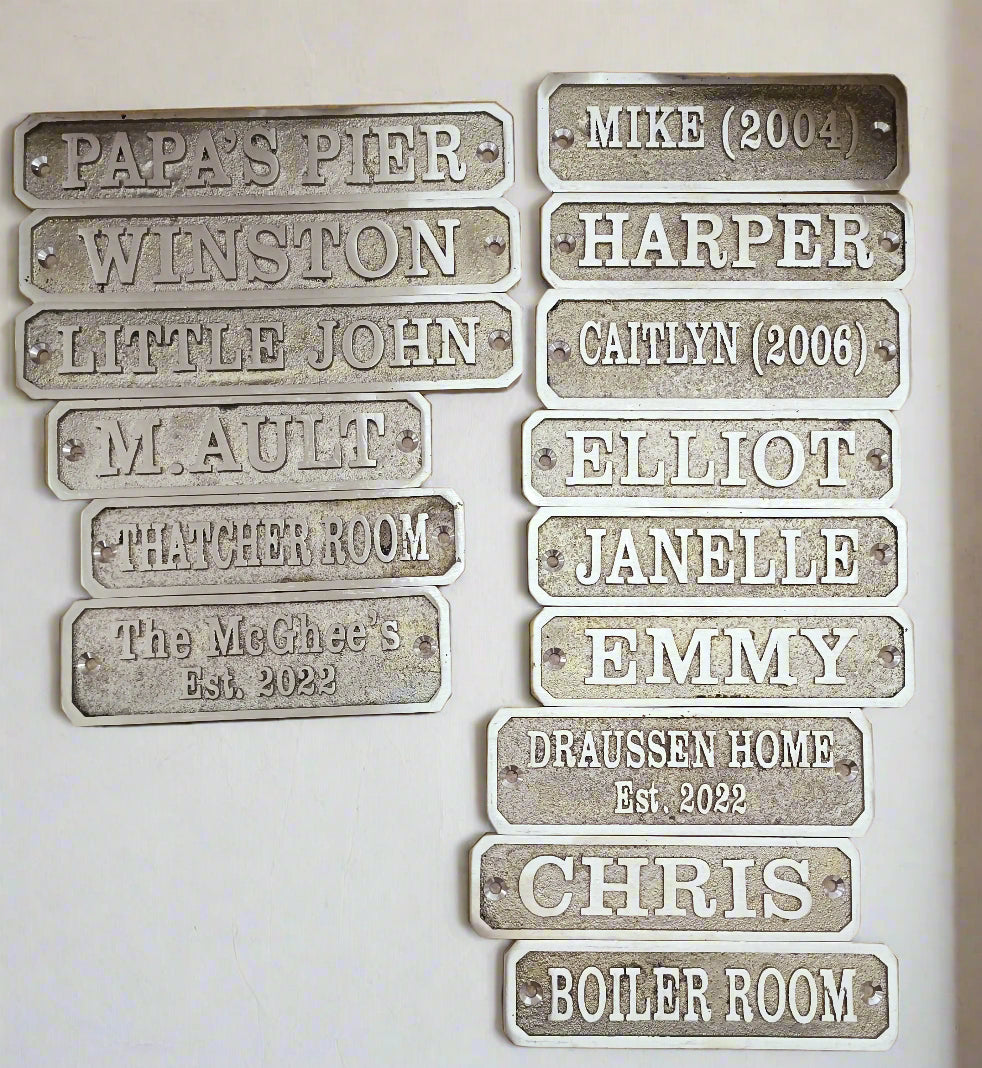 PAPA'S PIER
WINSTON
LITTLE JOHN
M.AULT
THATCHER ROOM
The McGhee's
Est. 2022
MIKE (2004)
HARPER
CAITLYN (2006)
ELLIOT
JANELLE
EMMY
DRAUSSEN HOME
Est. 2022
CHRIS
BOILER ROOM